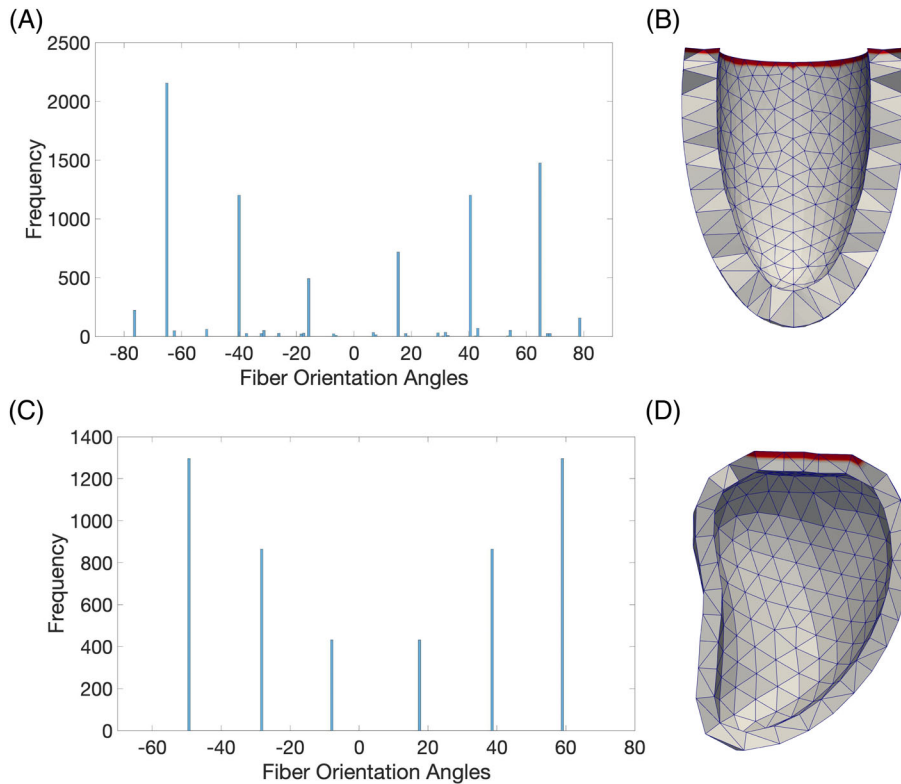 (A)
(B)
2500
2000
1500
1000
500
0
Frequency
-80 -60 -40 -20 0 20 40 60 80
Fiber Orientation Angles
(C)
(D)
1400
1200
1000
800
600
400
200
0
Frequency
-60 -40 -20 0 20 40 60 80
Fiber Orientation Angles